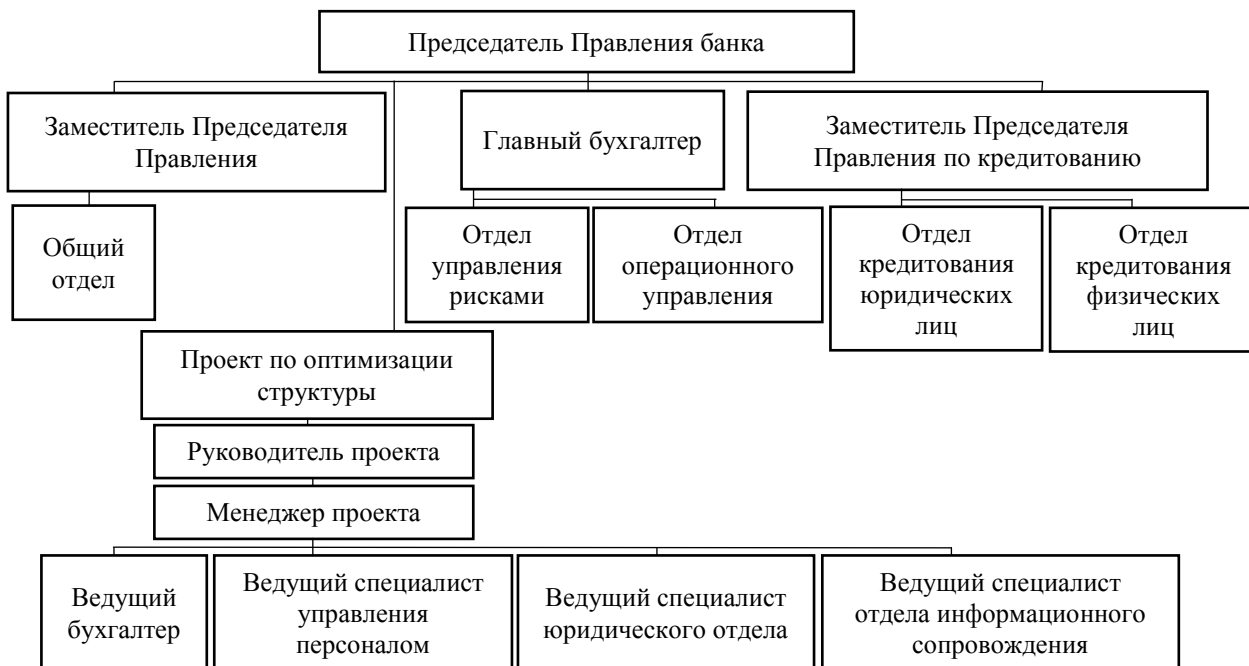 Председатель Правления банка
Заместитель Председателя
Правления
Главный бухгалтер
Заместитель Председателя
Правления по кредитованию
Общий
отдел
Отдел
управления
рисками
Отдел
операционного
управления
Отдел
кредитования
юридических
лиц
Отдел
кредитования
физических
лиц
Проект по оптимизации
структуры
Руководитель проекта
Менеджер проекта
Ведущий
бухгалтер
Ведущий специалист
управления
персоналом
Ведущий специалист
юридического отдела
Ведущий специалист
отдела информационного
сопровождения